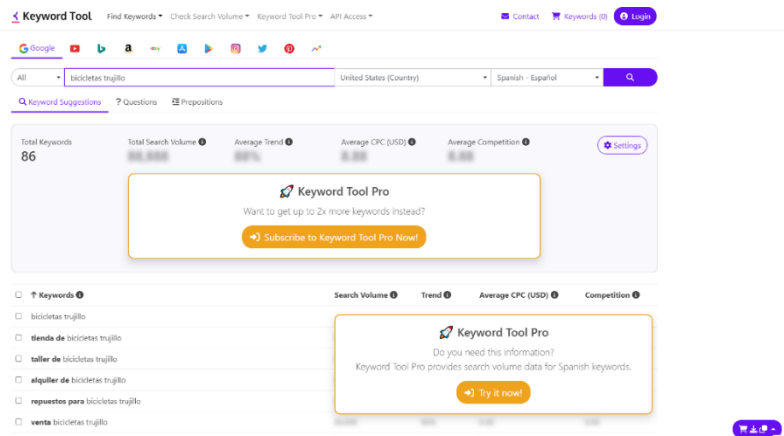 Keyword Tool Find Keywords Check Search Volume Keyword Tool Pro API Access Contact Keywords (0) Login
Google
All bicicletas trujillo United States (Country) Spanish - Español
Keyword Suggestions ? Questions Prepositions
Total Keywords Total Search Volume Average Trend Average CPC (USD) Average Competition Settings
86
Keyword Tool Pro
Want to get up to 2x more keywords instead?
Subscribe to Keyword Tool Pro Now!
Keywords Search Volume Trend Average CPC (USD) Competition
bicicletas trujillo
Keyword Tool Pro
tienda de bicicletas trujillo
Do you need this information?
taller de bicicletas trujillo
Keyword Tool Pro provides search volume data for Spanish keywords.
alquiler de bicicletas trujillo
Try it now!
repuestos para bicicletas trujillo
venta bicicletas trujillo